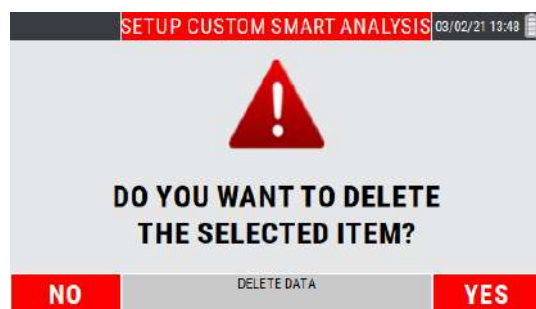 SETUP CUSTOM SMART ANALYSIS 03/02/21 13:48
DO YOU WANT TO DELETE
THE SELECTED ITEM?
NO DELETE DATA YES